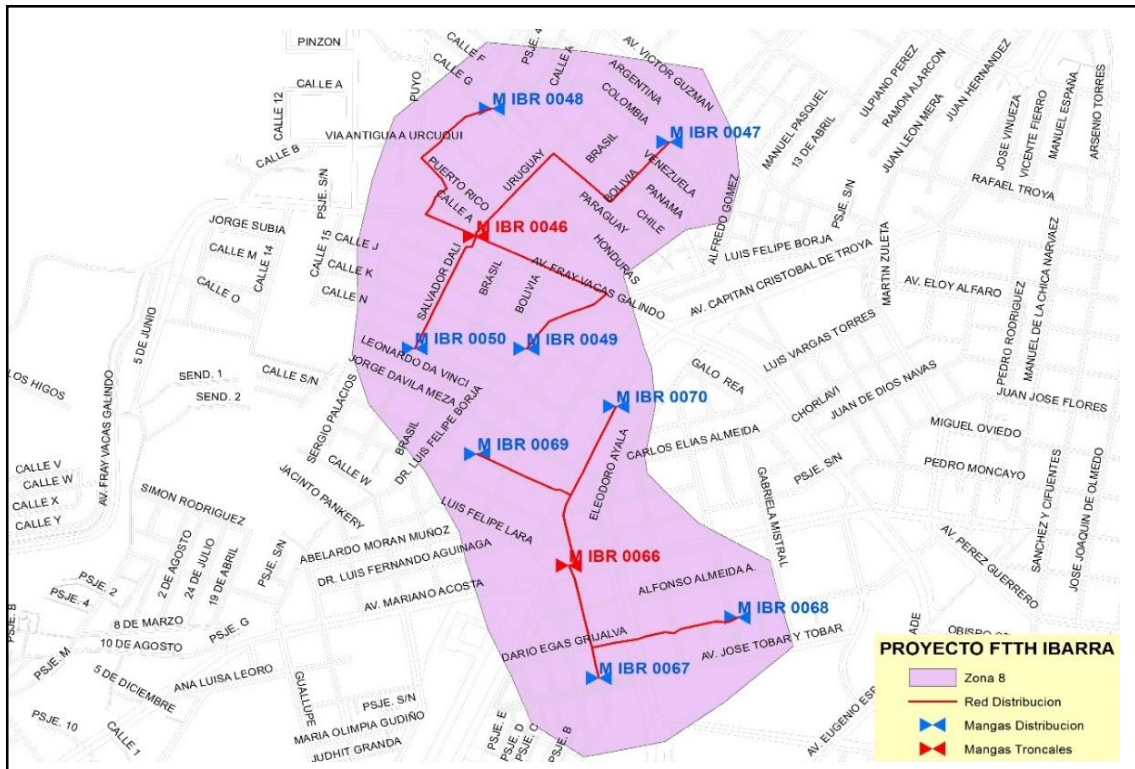 PINZON
CALLE F
PSJE. 4
CALLE A
AV. VICTOR GUZMAN
CALLE A
PUYO
CALLE G
ARGENTINA
COLOMBIA
ULPIANO PEREZ
RAMON ALARCON
JUAN HERNANDEZ
CALLE 12
M IBR 0048
MANUEL PASQUEL
13 DE ABRIL
JUAN LEON MERA
JOSE VINUEZA
VICENTE FIERRO
MANUEL ESPAÑA
ARSENIO TORRES
VIA ANTIGUA A URCUQUI
BRASIL
M IBR 0047
CALLE B
PUERTO RICO
URUGUAY
BOLIVIA
VENEZUELA
PANAMA
CHILE
RAFAEL TROYA
PSJE. S/N
CALLE A
PARAGUAY
ALFREDO GOMEZ
PSJE. S/N
JORGE SUBIA
M IBR 0046
CALLE 15
CALLE J
HONDURAS
LUIS FELIPE BORJA
MARTIN ZULETA
MANUEL DE LA CHICA NARVAEZ
CALLE M
CALLE 14
CALLE K
SALVADOR DALI
BRASIL
BOLIVIA
AV. FRAY VACAS GALINDO
AV. CAPITAN CRISTOBAL DE TROYA
AV. ELOY ALFARO
CALLE O
CALLE N
5 DE JUNIO
M IBR 0050
M IBR 0049
LUIS VARGAS TORRES
PEDRO RODRIGUEZ
LEONARDO DA VINCI
GALO REA
LOS HIGOS
SEND. 1
CALLE S/N
JORGE DAVILA MEZA
SEND. 2
M IBR 0070
CHORLAVI
JUAN DE DIOS NAVAS
JUAN JOSE FLORES
AV. FRAY VACAS GALINDO
SERGIO PALACIOS
BRASIL
DR. LUIS FELIPE BORJA
M IBR 0069
MIGUEL OVIEDO
CARLOS ELIAS ALMEIDA
CALLE V
CALLE W
CALLE X
CALLE Y
CALLE W
JACINTO PANKERY
ELEODORO AYALA
PSJE. S/N
PEDRO MONCAYO
SIMON RODRIGUEZ
LUIS FELIPE LARA
GABRIELA MISTRAL
SANCHEZ Y CIFUENTES
JOSE JOAQUIN DE OLMEDO
ABELARDO MORAN MUÑOZ
PSJE. S/N
DR. LUIS FERNANDO AGUINAGA
M IBR 0066
AV. PEREZ GUERRERO
2 DE AGOSTO
24 DE JULIO
19 DE ABRIL
PSJE. 2
PSJE. 4
AV. MARIANO ACOSTA
ALFONSO ALMEIDA A.
PSJE. B
8 DE MARZO
PSJE. G
M IBR 0068
10 DE AGOSTO
DARIO EGAS GRIJALVA
AV. JOSE TOBAR Y TOBAR
PSJE. M
M IBR 0067
5 DE DICIEMBRE
ANA LUISA LEORO
GUALLUPE
PSJE. S/N
PSJE. 10
CALLE 1
MARIA OLIMPIA GUDIÑO
JUDHIT GRANDA
PSJE. E
PSJE. D
PSJE. C
PSJE. B
ADE
OBISPO
AV. EUGENIO ESP
PROYECTO FTTH IBARRA
Zona 8
Red Distribucion
Mangas Distribucion
Mangas Troncales